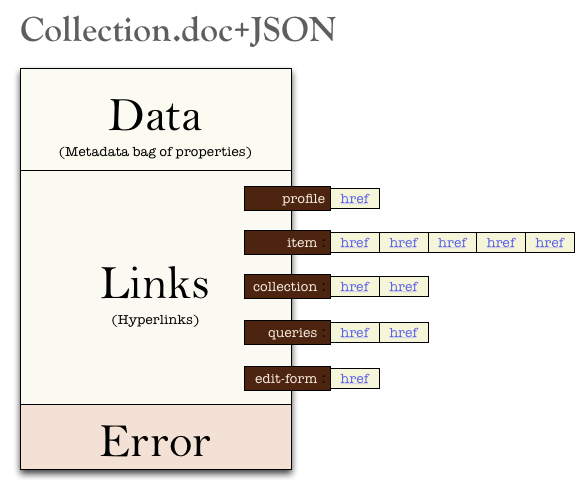 Collection.doc+JSON
Data
(Metadata bag of properties)
profile href
item : href href href href href
Links
collection : href href
(Hyperlinks)
queries : href href
edit-form : href
Error